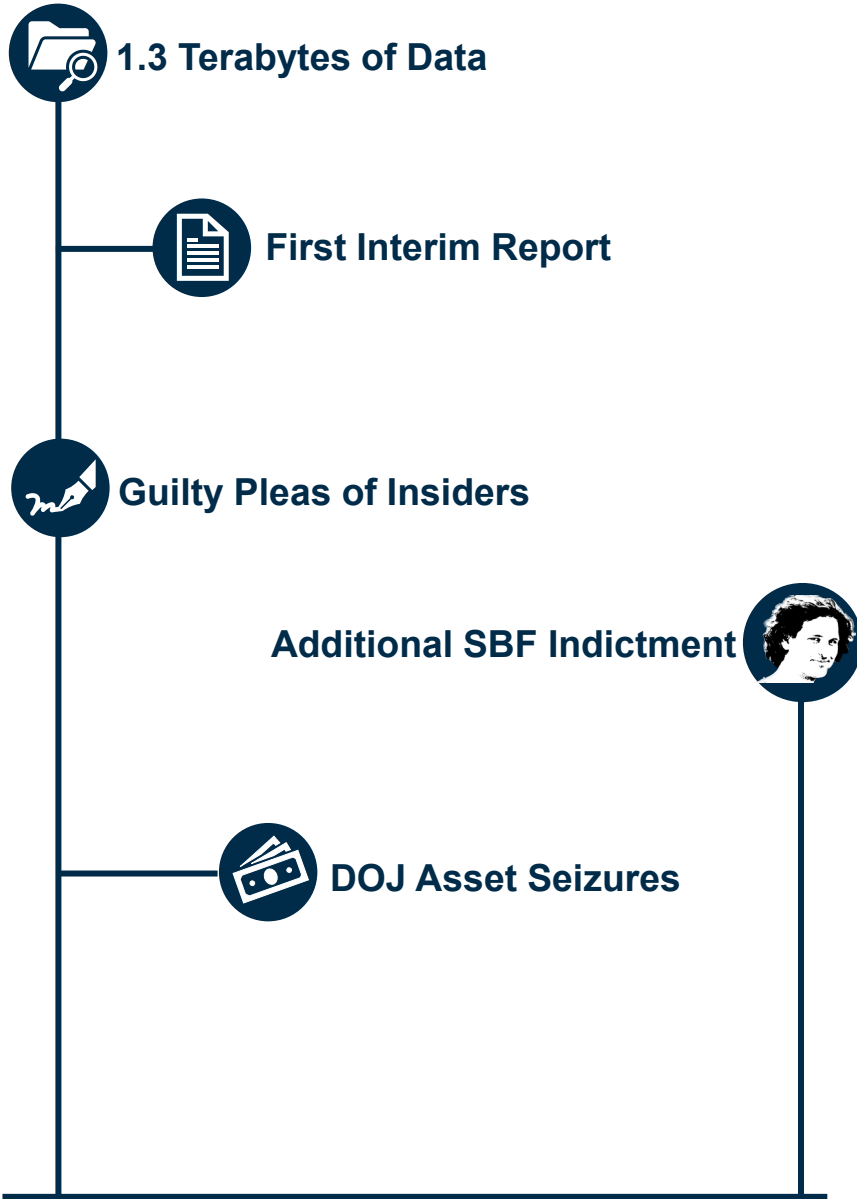 1.3 Terabytes of Data
First Interim Report
Guilty Pleas of Insiders
Additional SBF Indictment
DOJ Asset Seizures